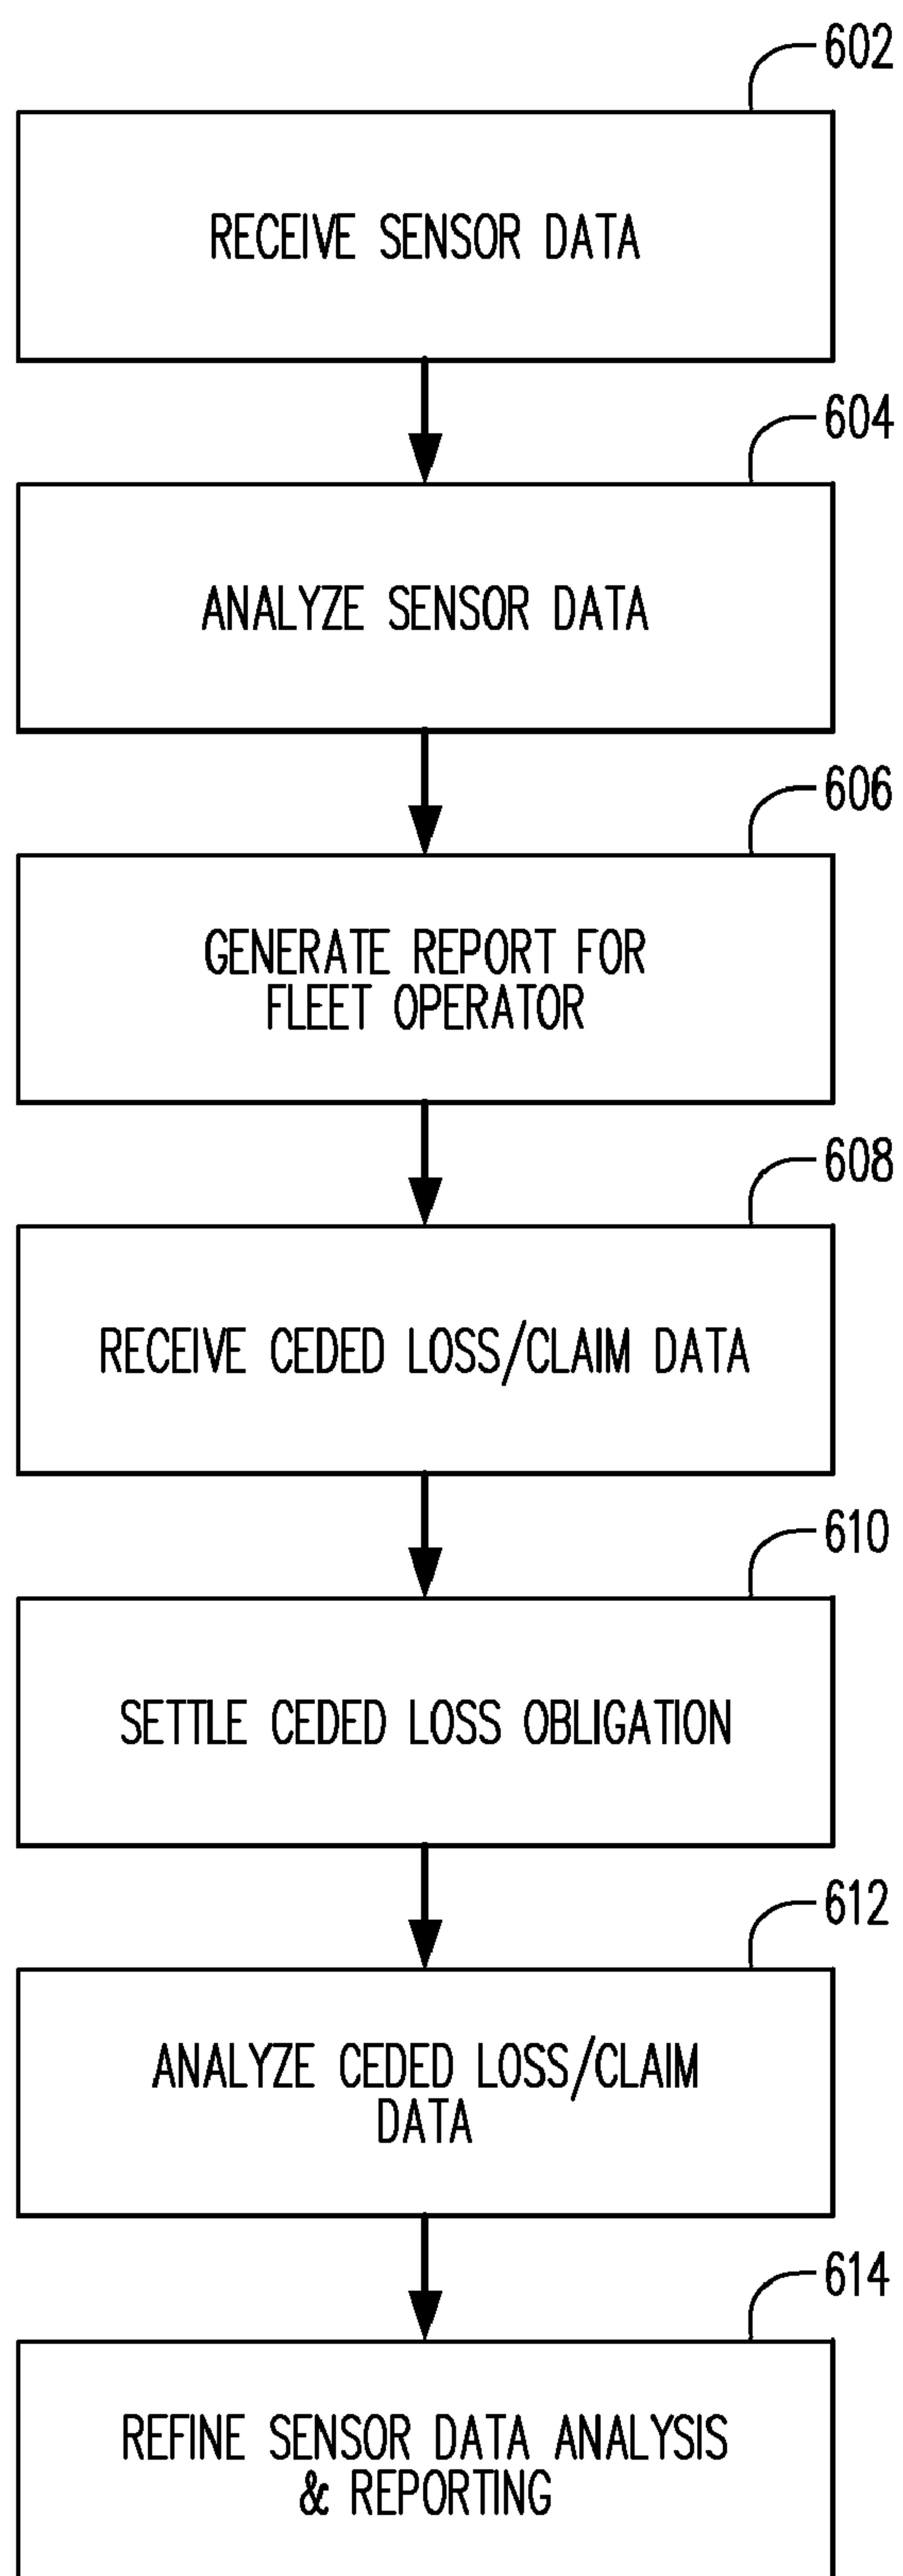 602
RECEIVE SENSOR DATA
604
ANALYZE SENSOR DATA
606
GENERATE REPORT FOR
FLEET OPERATOR
608
RECEIVE CEDED LOSS/CLAIM DATA
610
SETTLE CEDED LOSS OBLIGATION
612
ANALYZE CEDED LOSS/CLAIM
DATA
614
REFINE SENSOR DATA ANALYSIS
& REPORTING